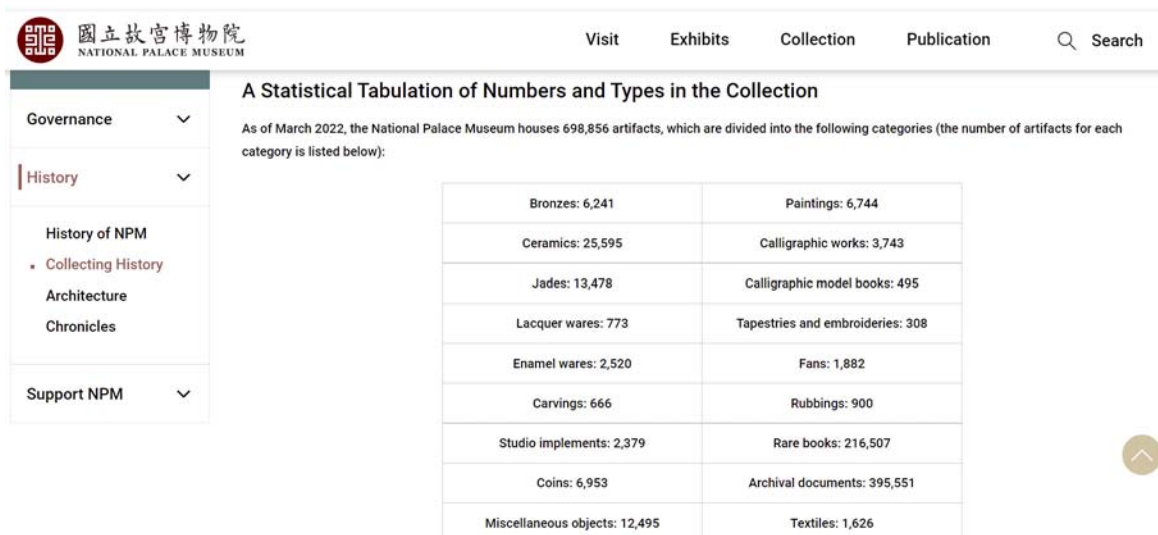 國立故宮博物院
NATIONAL PALACE MUSEUM
Visit Exhibits Collection Publication Search
Governance
History
History of NPM
Collecting History
Architecture
Chronicles
Support NPM
A Statistical Tabulation of Numbers and Types in the Collection
As of March 2022, the National Palace Museum houses 698,856 artifacts, which are divided into the following categories (the number of artifacts for each
category is listed below):
Bronzes: 6,241 Paintings: 6,744
Ceramics: 25,595 Calligraphic works: 3,743
Jades: 13,478 Calligraphic model books: 495
Lacquer wares: 773 Tapestries and embroideries: 308
Enamel wares: 2,520 Fans: 1,882
Carvings: 666 Rubbings: 900
Studio implements: 2,379 Rare books: 216,507
Coins: 6,953 Archival documents: 395,551
Miscellaneous objects: 12,495 Textiles: 1,626